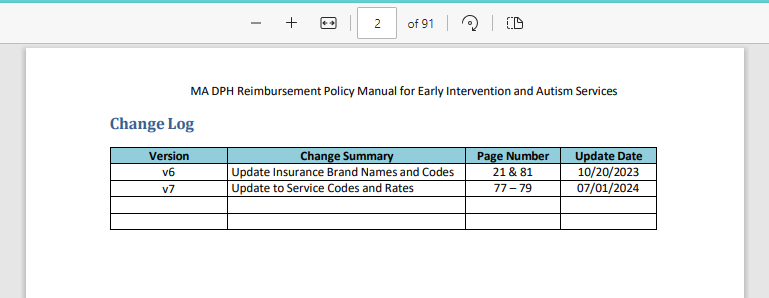 2 of 91
MA DPH Reimbursement Policy Manual for Early Intervention and Autism Services
Change Log
Version Change Summary Page Number Update Date
v6 Update Insurance Brand Names and Codes 21 & 81 10/20/2023
v7 Update to Service Codes and Rates 77 – 79 07/01/2024